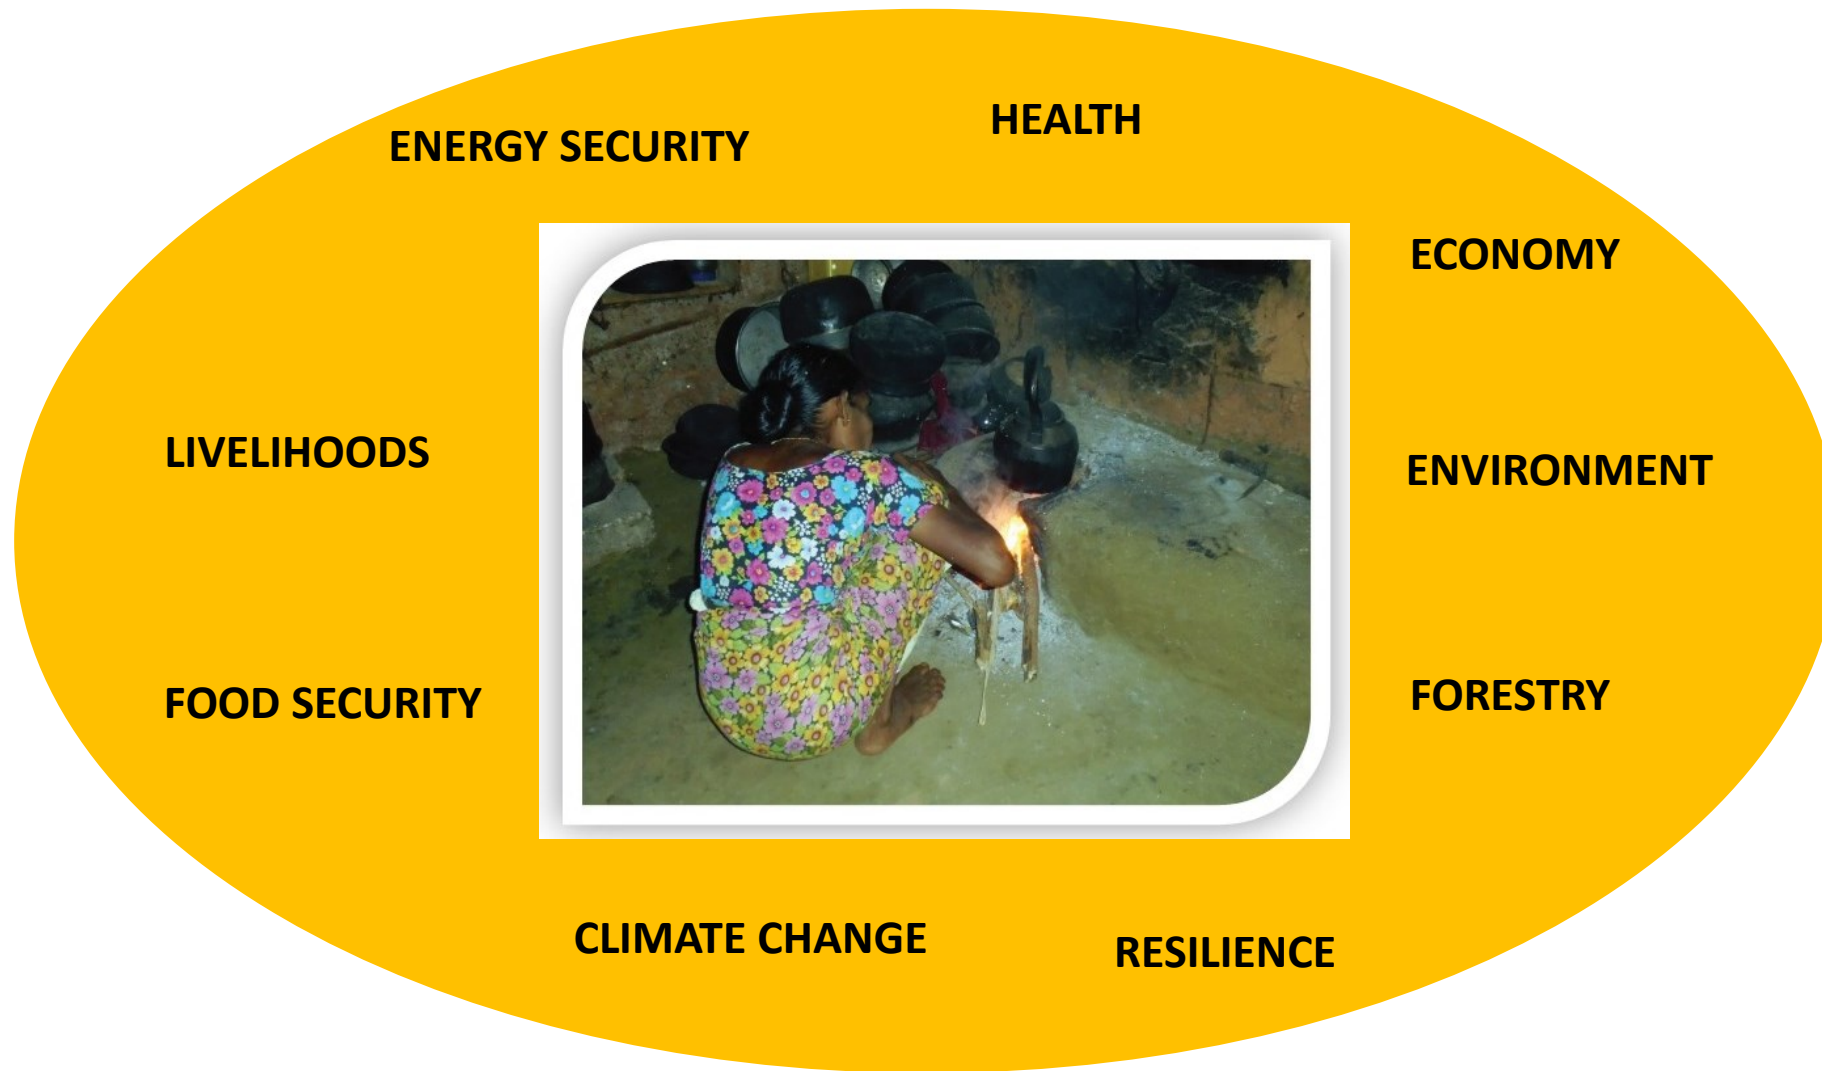 HEALTH
ENERGY SECURITY
ECONOMY
LIVELIHOODS
ENVIRONMENT
FOOD SECURITY
FORESTRY
CLIMATE CHANGE
RESILIENCE